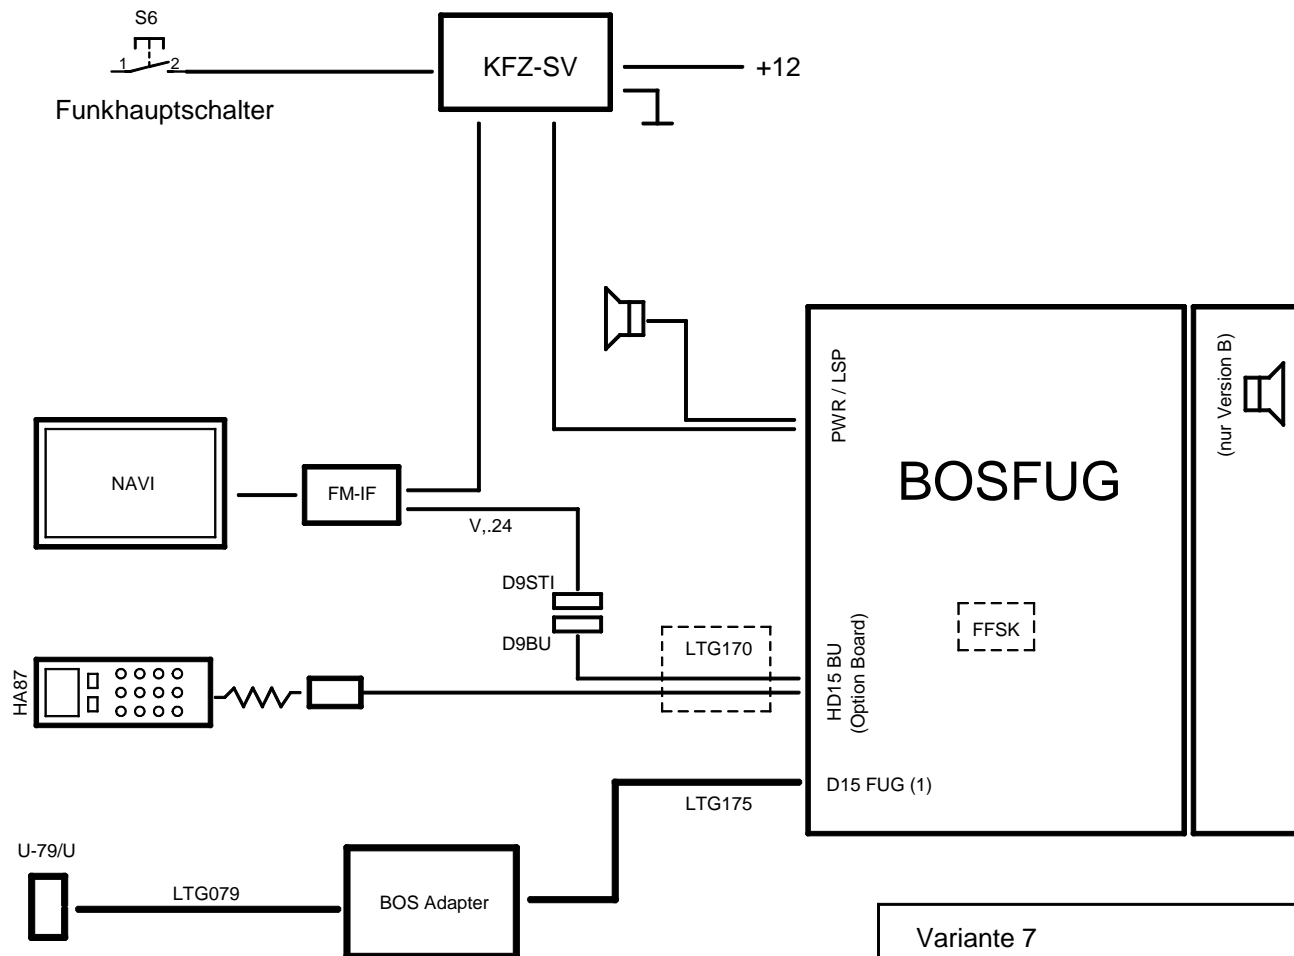 S6
1 2
KFZ-SV
+12
Funkhauptschalter
PWR / LSP
(nur Version B)
BOSFUG
NAVI
FM-IF
V,.24
D9STI
D9BU
LTG170
FFSK
HD15 BU
(Option Board)
HA87
D15 FUG (1)
LTG175
U-79/U
LTG079
BOS Adapter
Variante 7